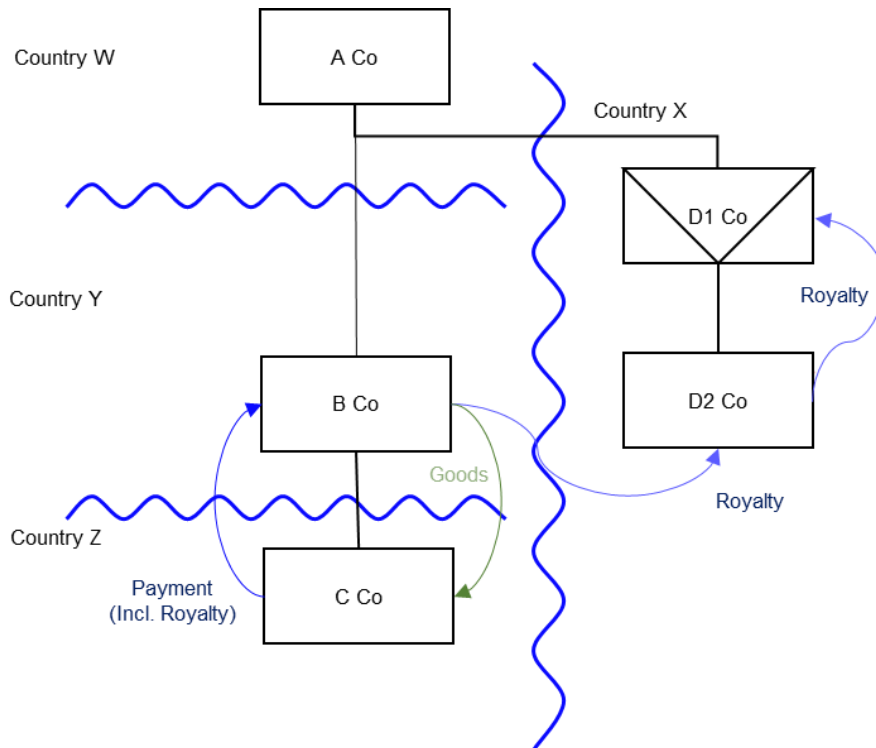 Country W
A Co
Country X
D1 Co
Country Y
Royalty
B Co
D2 Co
Goods
Royalty
Country Z
Payment
(Incl. Royalty)
C Co